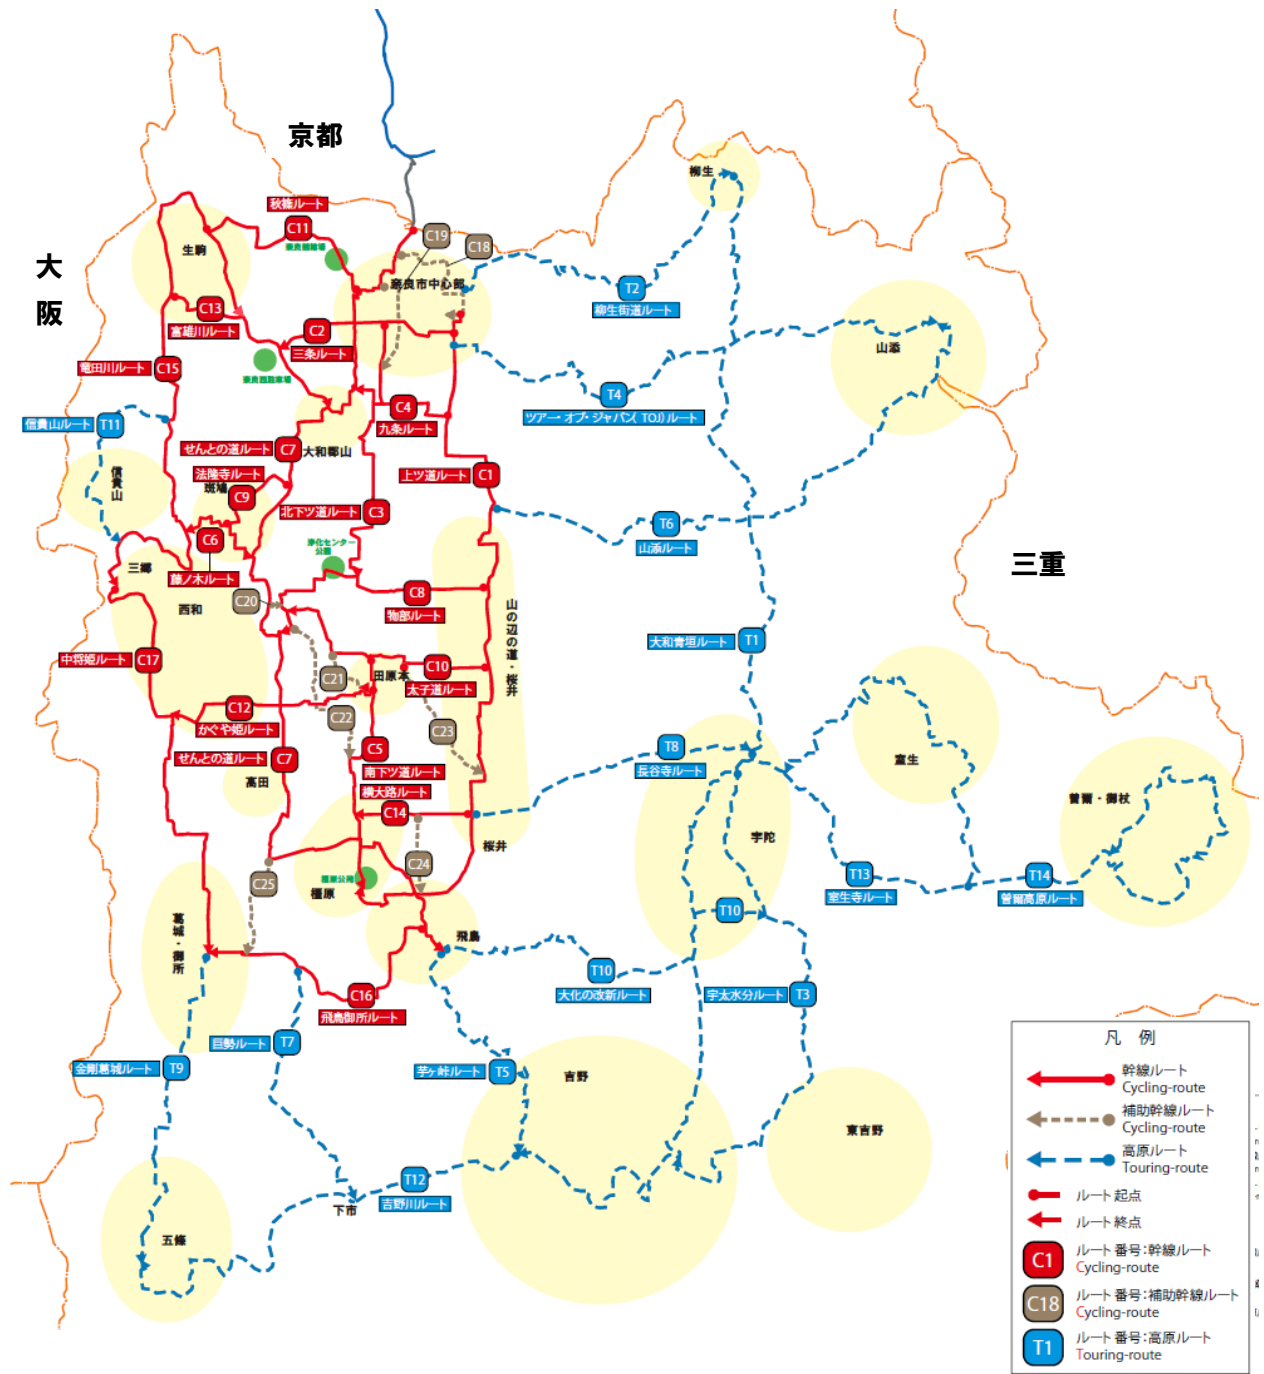 京都
大
阪
三重
柳生
秋篠ルート
C11
C19
C18
生駒
奈良市中心部
T2
柳生街道ルート
C13
富雄川ルート
C2
三条ルート
山添
竜田川ルート
C15
T4
ツアー・オブ・ジャパン(TOJ)ルート
信貴山ルート
T11
C4
九条ルート
せんとの道ルート
C7
大和郡山
信貴山
法隆寺ルート
斑鳩
C9
上ツ道ルート
C1
北下ツ道ルート
C3
T6
山添ルート
C6
藤ノ木ルート
浄化センター
公園
三郷
西和
C20
C8
物部ルート
山の辺の道・桜井
大和青垣ルート
T1
中将姫ルート
C17
C21
田原本
C10
太子道ルート
C12
かぐや姫ルート
C22
C23
せんとの道ルート
C7
C5
南下ツ道ルート
T8
長谷寺ルート
室生
高田
横大路ルート
C14
曽爾・御杖
桜井
宇陀
C24
C25
橿原公苑
橿原
T13
室生寺ルート
T14
曽爾高原ルート
T10
葛城・御所
飛鳥
T10
大化の改新ルート
宇太水分ルート
T3
C16
飛鳥御所ルート
巨勢ルート
T7
金剛葛城ルート
T9
芋ヶ峠ルート
T5
吉野
東吉野
T12
吉野川ルート
下市
五條
凡 例
幹線ルート
Cycling-route
補助幹線ルート
Cycling-route
高原ルート
Touring-route
ルート起点
ルート終点
C1
ルート番号:幹線ルート
Cycling-route
C18
ルート番号:補助幹線ルート
Cycling-route
T1
ルート番号:高原ルート
Touring-route